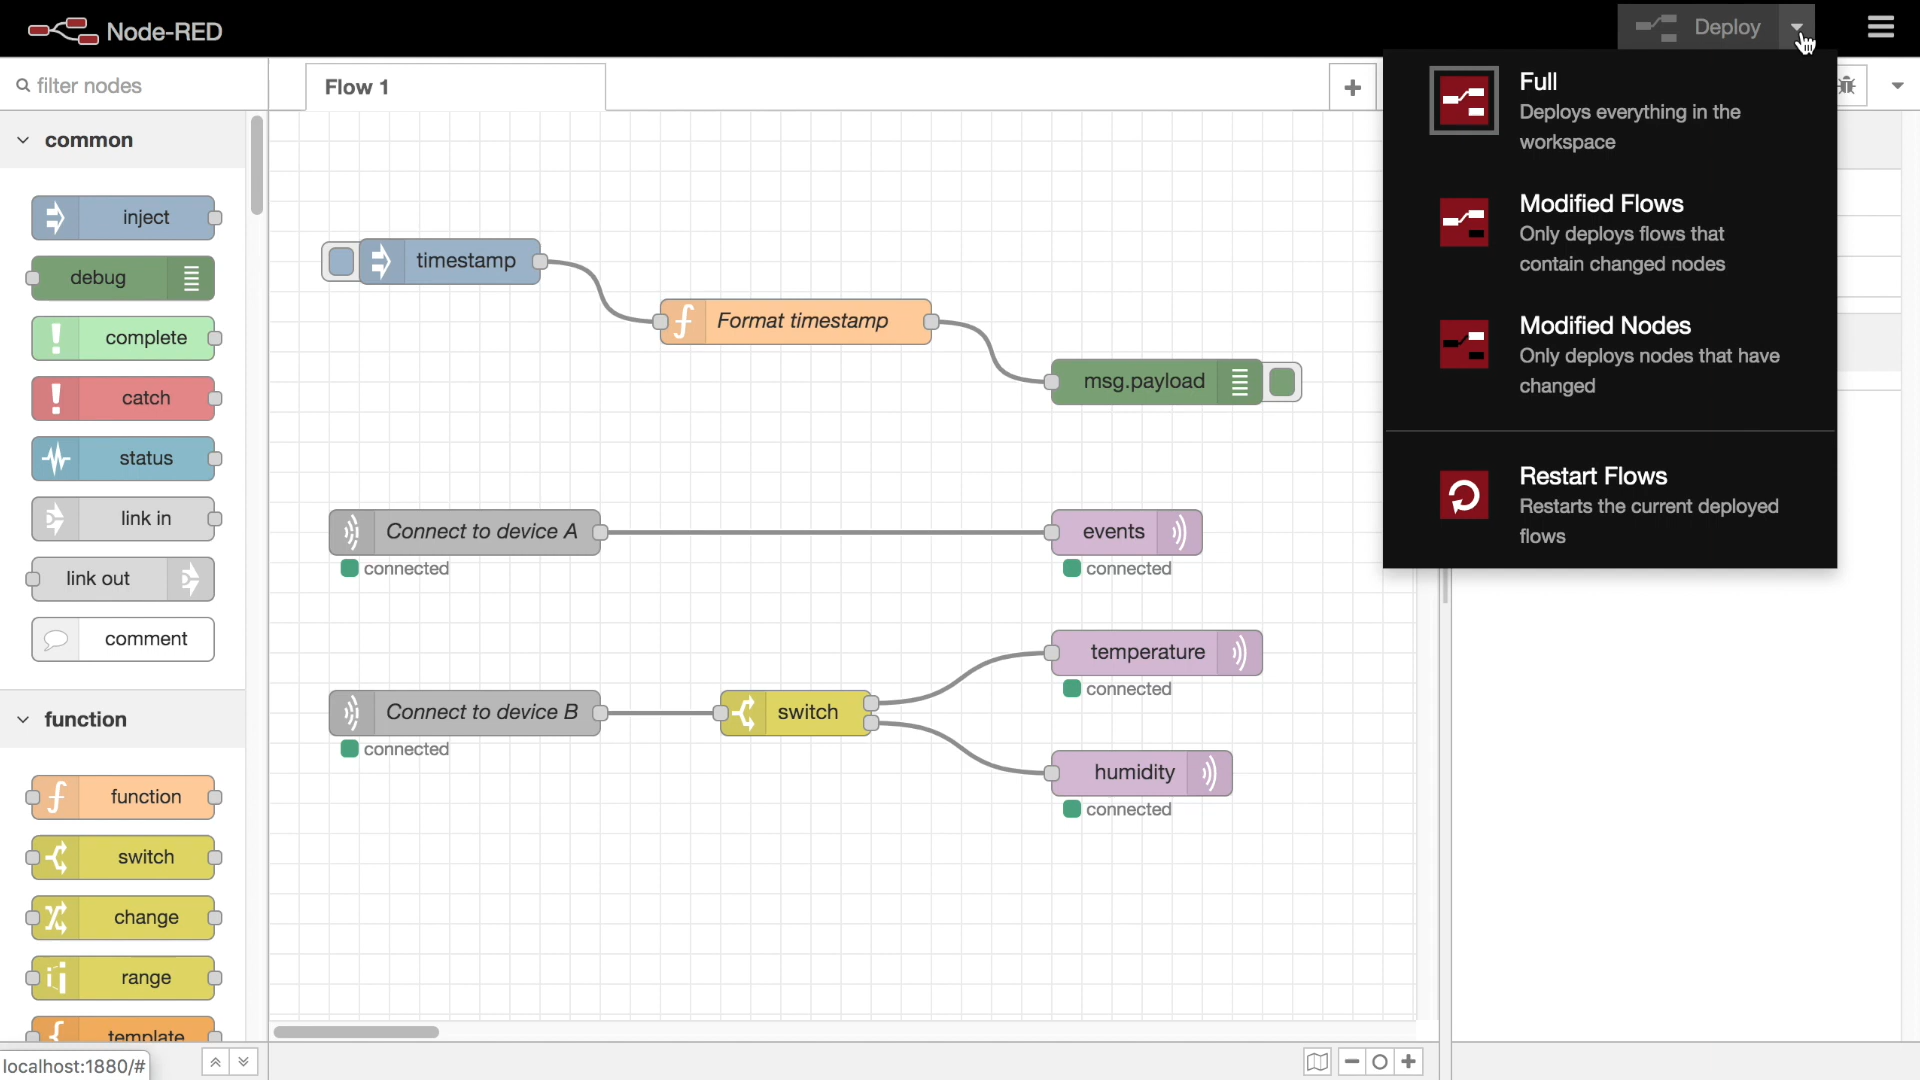 Node-RED
Deploy
filter nodes
Flow 1
common
inject
debug
complete
catch
status
link in
link out
comment
function
function
switch
change
range
template
localhost:1880/#
timestamp
Format timestamp
msg.payload
Connect to device A
connected
events
connected
Connect to device B
connected
switch
temperature
connected
humidity
connected
Full
Deploys everything in the
workspace
Modified Flows
Only deploys flows that
contain changed nodes
Modified Nodes
Only deploys nodes that have
changed
Restart Flows
Restarts the current deployed
flows